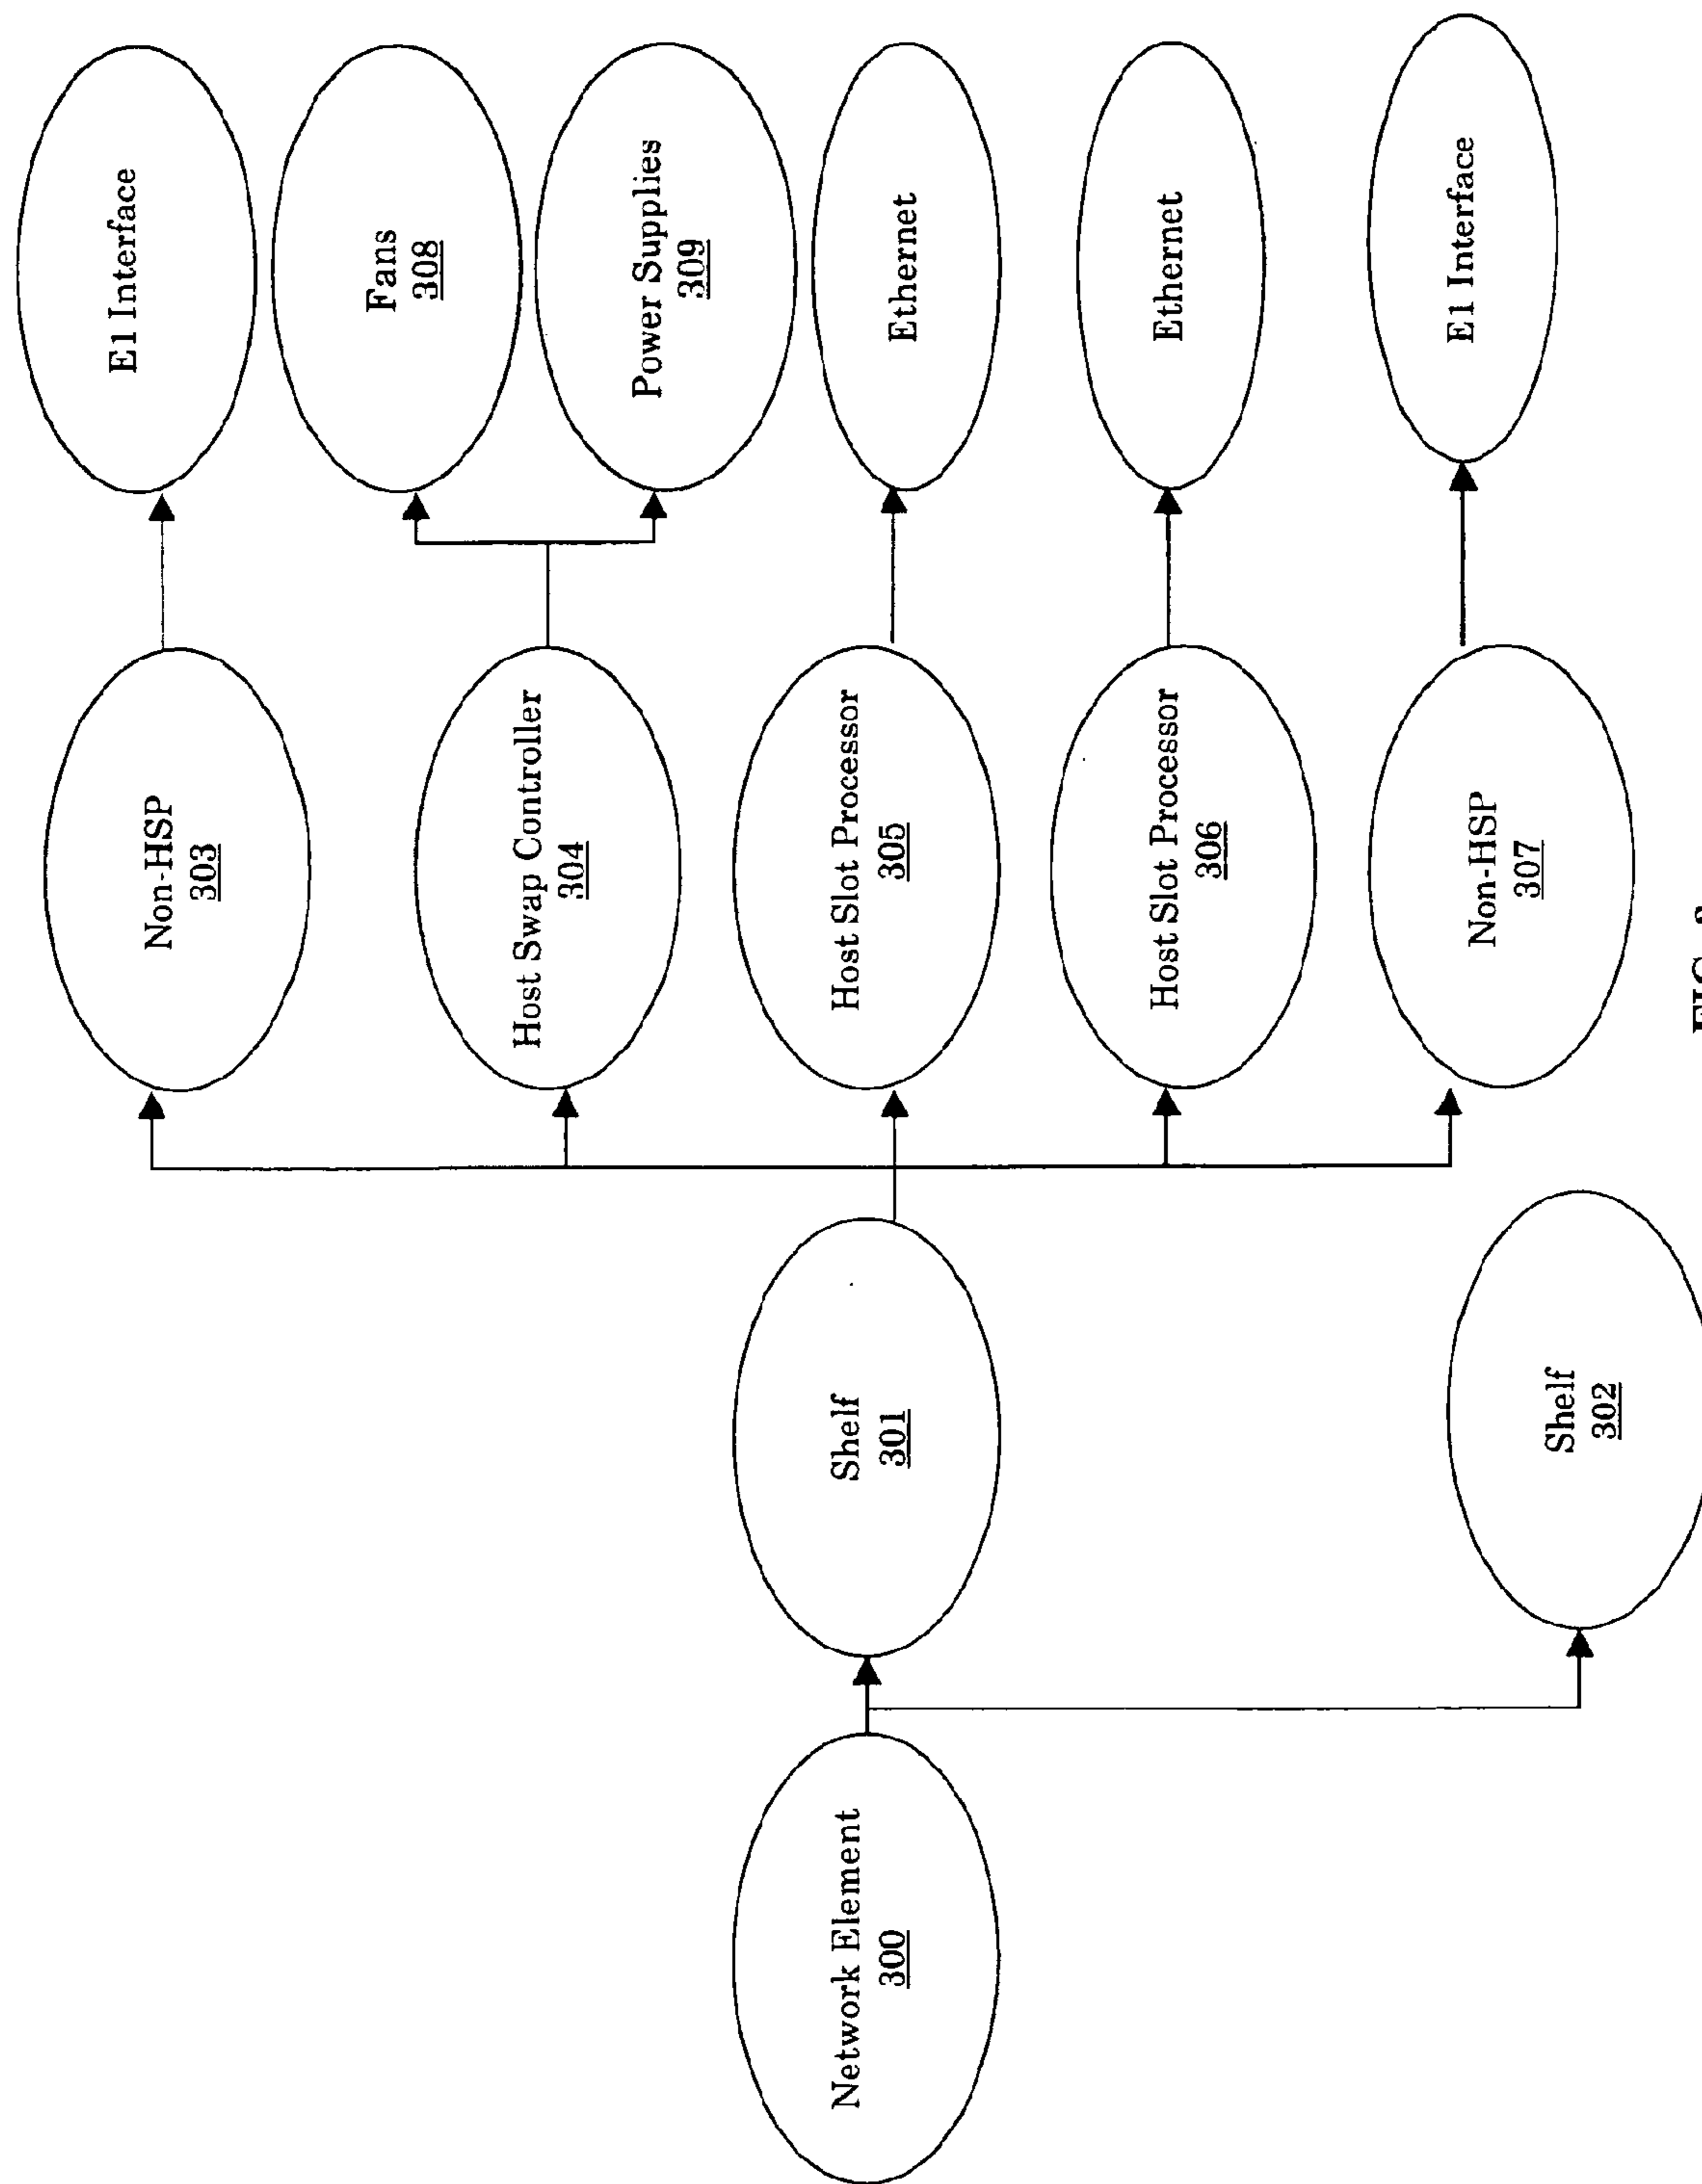 E1 Interface
Non-HSP
303
Fans
308
Host Swap Controller
304
Power Supplies
309
Network Element
300
Shelf
301
Host Slot Processor
305
Ethernet
Host Slot Processor
306
Ethernet
Non-HSP
307
E1 Interface
Shelf
302
FIG.